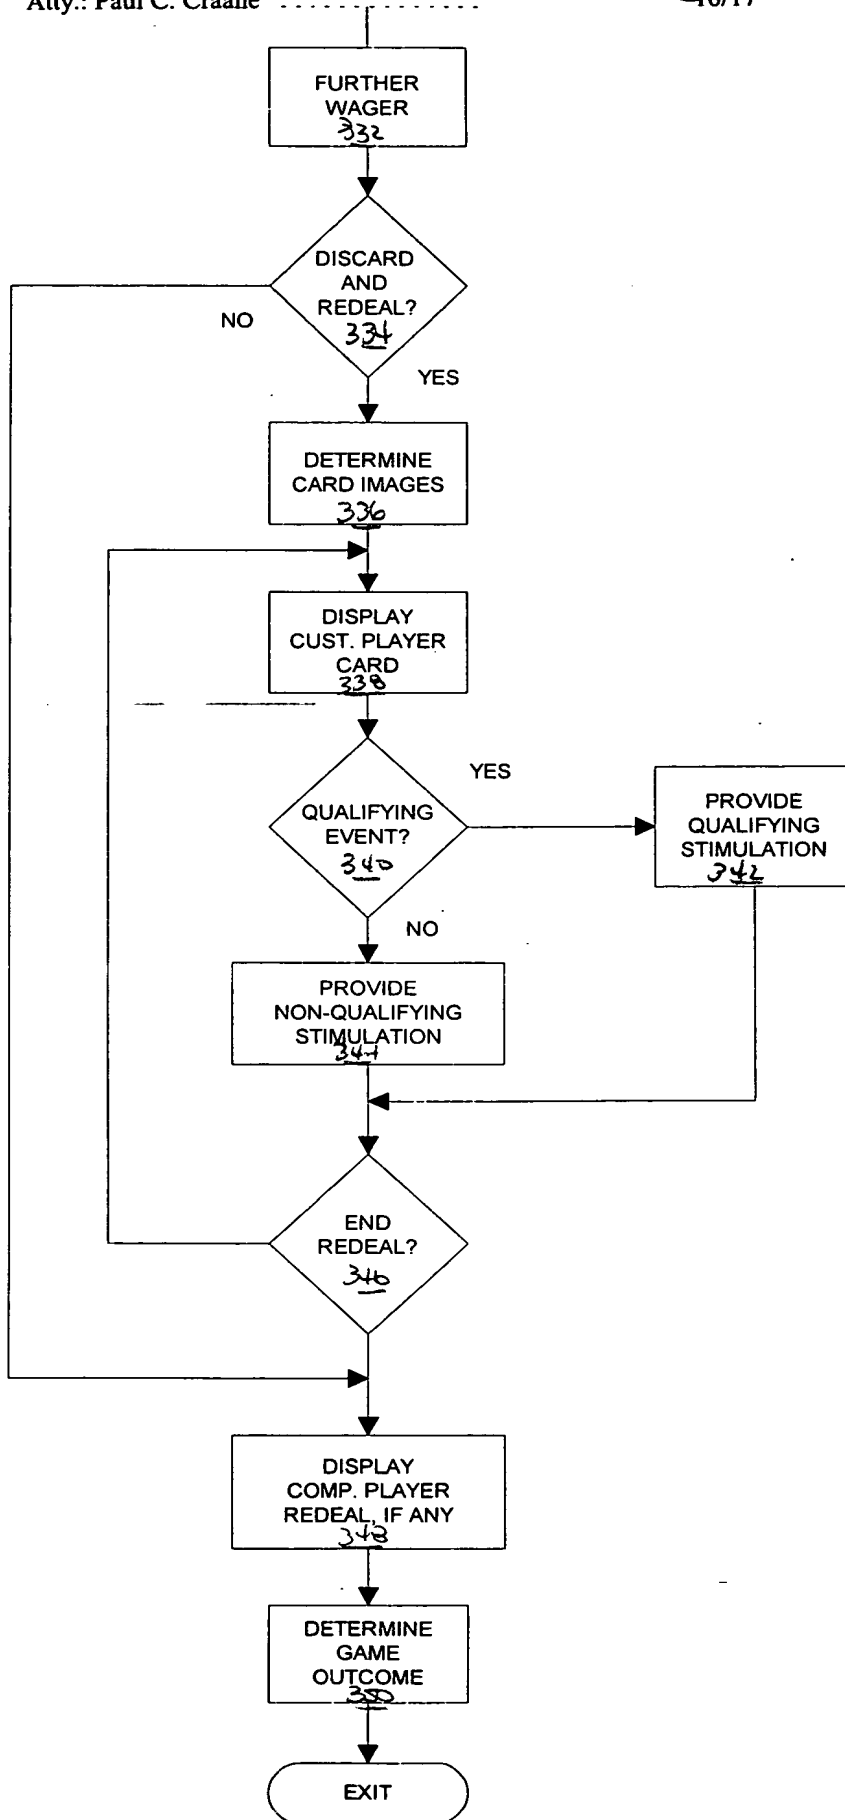 Atty.: Paul C. Craane ..............
16/17
FURTHER
WAGER
332
DISCARD
AND
REDEAL?
334
NO
YES
DETERMINE
CARD IMAGES
336
DISPLAY
CUST. PLAYER
CARD
338
YES
QUALIFYING
EVENT?
340
PROVIDE
QUALIFYING
STIMULATION
342
NO
PROVIDE
NON-QUALIFYING
STIMULATION
344
END
REDEAL?
346
DISPLAY
COMP. PLAYER
REDEAL, IF ANY
348
DETERMINE
GAME
OUTCOME
350
EXIT